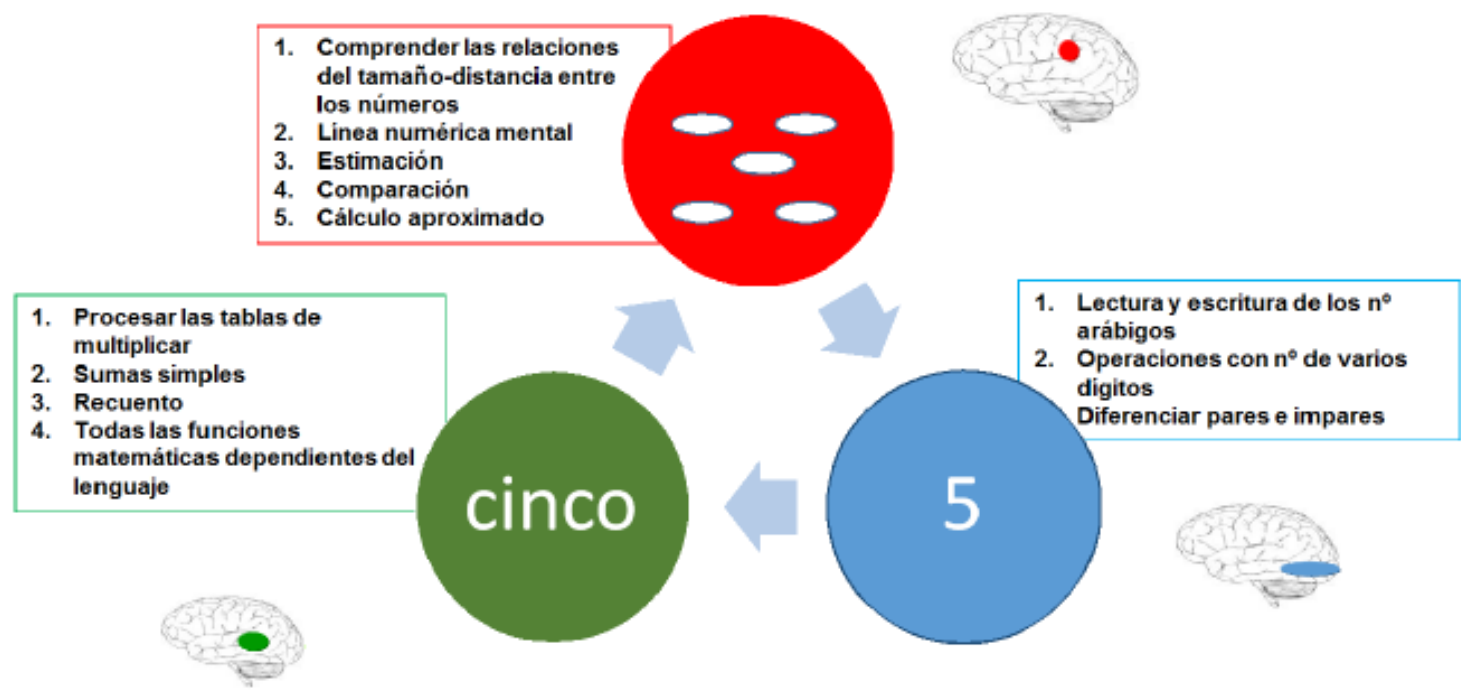 1. Comprender las relaciones
del tamaño-distancia entre
los números
2. Línea numérica mental
3. Estimación
4. Comparación
5. Cálculo aproximado
1. Procesar las tablas de
multiplicar
2. Sumas simples
3. Recuento
4. Todas las funciones
matemáticas dependientes del
lenguaje
1. Lectura y escritura de los nº
arábigos
2. Operaciones con nº de varios
dígitos
Diferenciar pares e impares
cinco
5